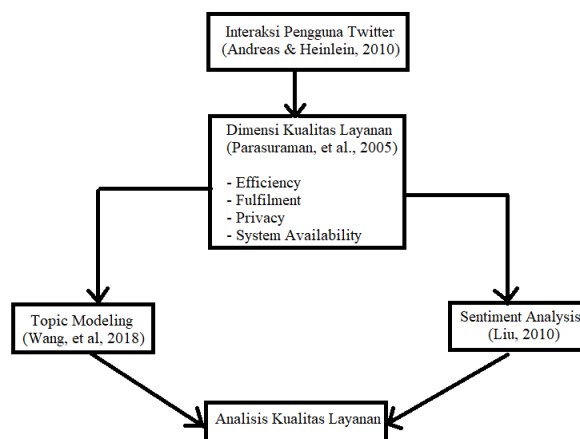 Interaksi Pengguna Twitter
(Andreas & Heinlein, 2010)
Dimensi Kualitas Layanan
(Parasuraman, et al., 2005)
- Efficiency
- Fulfilment
- Privacy
- System Availability
Topic Modeling
(Wang, et al, 2018)
Sentiment Analysis
(Liu, 2010)
Analisis Kualitas Layanan